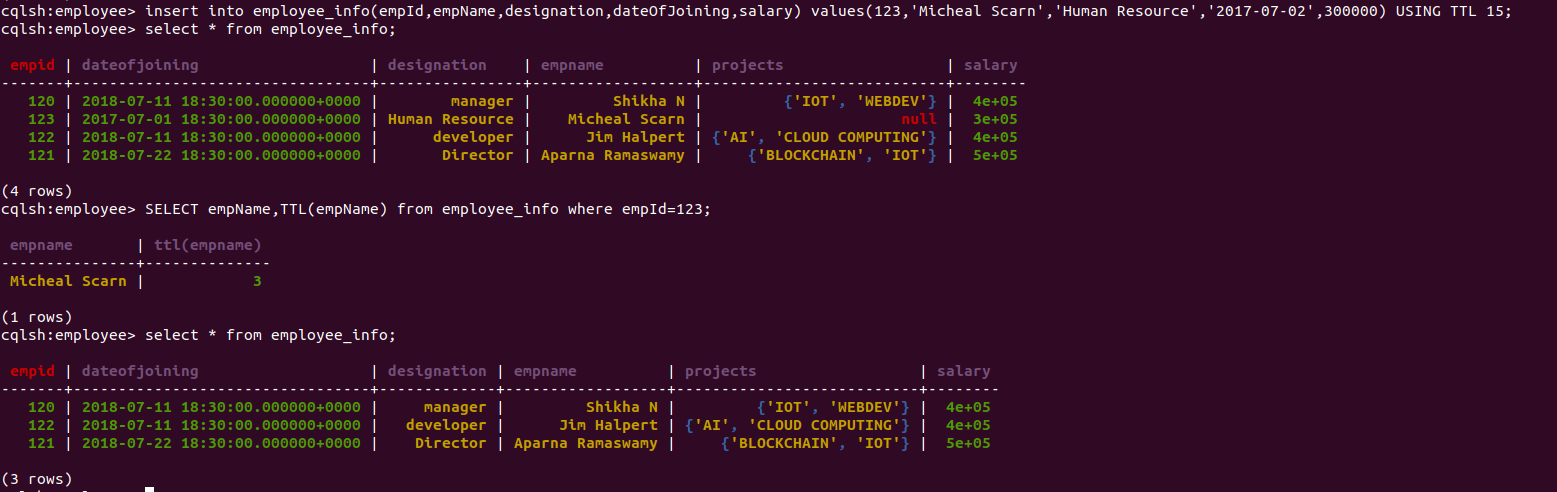 cqlsh:employee> insert into employee_info(empId,empName,designation,dateOfJoining,salary) values(123,'Micheal Scarn','Human Resource','2017-07-02',300000) USING TTL 15;
cqlsh:employee> select * from employee_info;
 empid | dateofjoining                   | designation    | empname          | projects                  | salary
-------+---------------------------------+----------------+------------------+---------------------------+--------
   120 | 2018-07-11 18:30:00.000000+0000 |        manager |         Shikha N |         {'IOT', 'WEBDEV'} |  4e+05
   123 | 2017-07-01 18:30:00.000000+0000 | Human Resource |    Micheal Scarn |                      null |  3e+05
   122 | 2018-07-11 18:30:00.000000+0000 |      developer |      Jim Halpert | {'AI', 'CLOUD COMPUTING'} |  4e+05
   121 | 2018-07-22 18:30:00.000000+0000 |       Director | Aparna Ramaswamy |     {'BLOCKCHAIN', 'IOT'} |  5e+05
(4 rows)
cqlsh:employee> SELECT empName,TTL(empName) from employee_info where empId=123;
 empname       | ttl(empname)
---------------+--------------
 Micheal Scarn |            3
(1 rows)
cqlsh:employee> select * from employee_info;
 empid | dateofjoining                   | designation | empname          | projects                  | salary
-------+---------------------------------+-------------+------------------+---------------------------+--------
   120 | 2018-07-11 18:30:00.000000+0000 |     manager |         Shikha N |         {'IOT', 'WEBDEV'} |  4e+05
   122 | 2018-07-11 18:30:00.000000+0000 |   developer |      Jim Halpert | {'AI', 'CLOUD COMPUTING'} |  4e+05
   121 | 2018-07-22 18:30:00.000000+0000 |    Director | Aparna Ramaswamy |     {'BLOCKCHAIN', 'IOT'} |  5e+05
(3 rows)